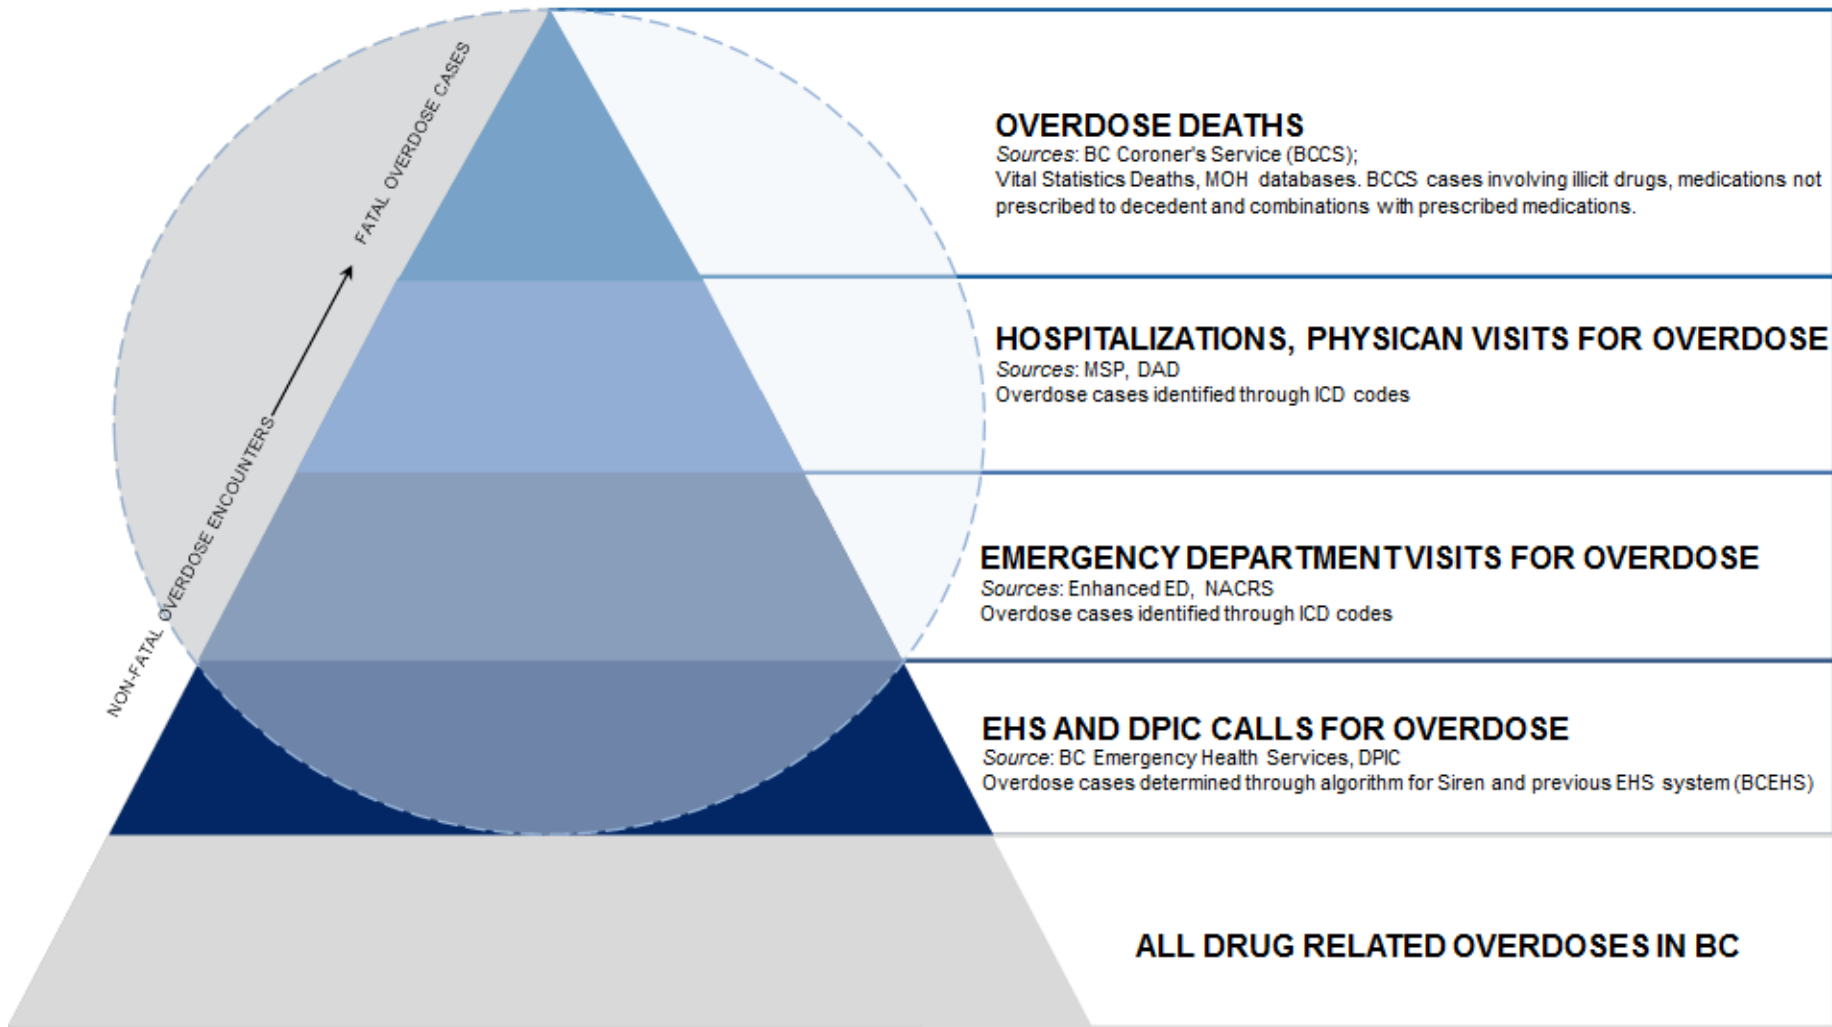 FATAL OVERDOSE CASES
NON-FATAL OVERDOSE ENCOUNTERS
OVERDOSE DEATHS
Sources: BC Coroner's Service (BCCS);
Vital Statistics Deaths, MOH databases. BCCS cases involving illicit drugs, medications not
prescribed to decedent and combinations with prescribed medications.
HOSPITALIZATIONS, PHYSICAN VISITS FOR OVERDOSE
Sources: MSP, DAD
Overdose cases identified through ICD codes
EMERGENCY DEPARTMENT VISITS FOR OVERDOSE
Sources: Enhanced ED, NACRS
Overdose cases identified through ICD codes
EHS AND DPIC CALLS FOR OVERDOSE
Source: BC Emergency Health Services, DPIC
Overdose cases determined through algorithm for Siren and previous EHS system (BCEHS)
ALL DRUG RELATED OVERDOSES IN BC